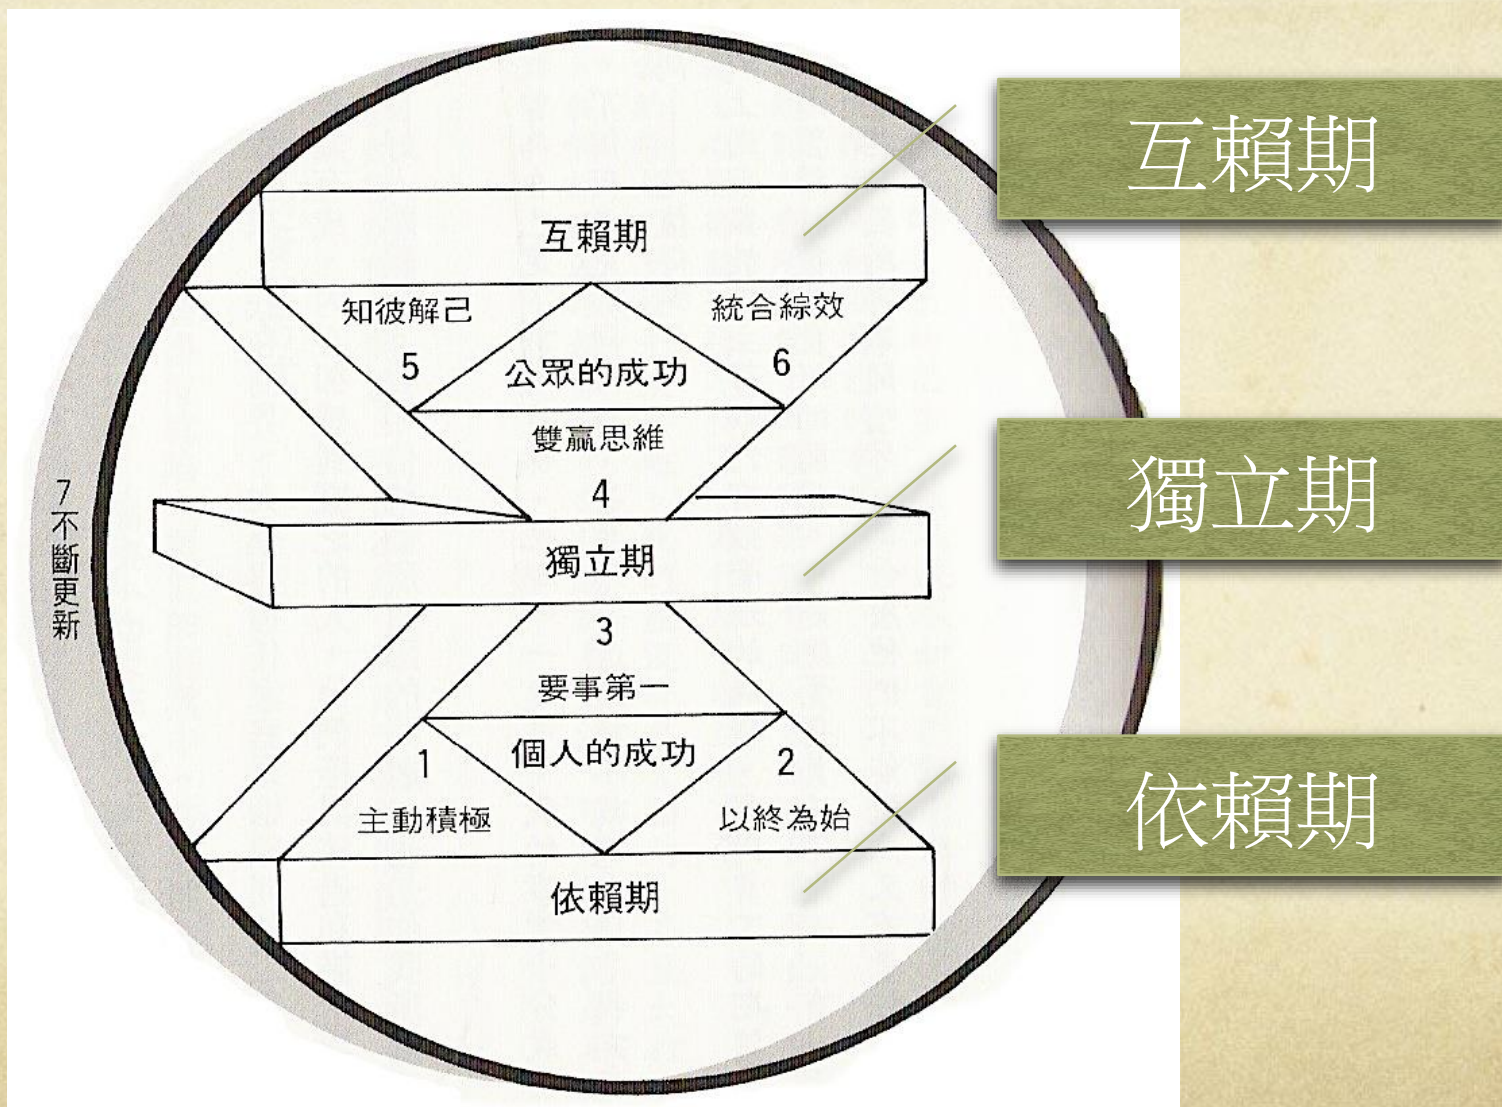 互賴期
互賴期
知彼解己
統合綜效
5
6
公眾的成功
雙贏思維
4
獨立期
獨立期
7不斷更新
3
要事第一
個人的成功
1
2
主動積極
以終為始
依賴期
依賴期